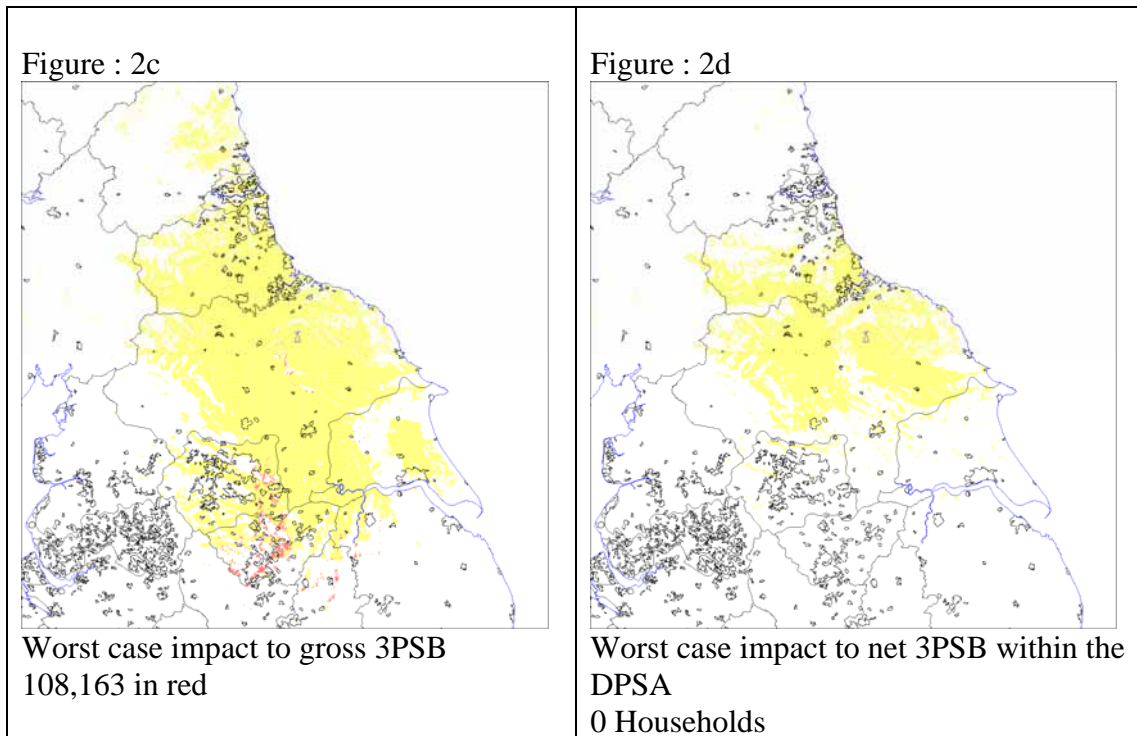 Figure : 2c
Worst case impact to gross 3PSB
108,163 in red
Figure : 2d
Worst case impact to net 3PSB within the
DPSA
0 Households